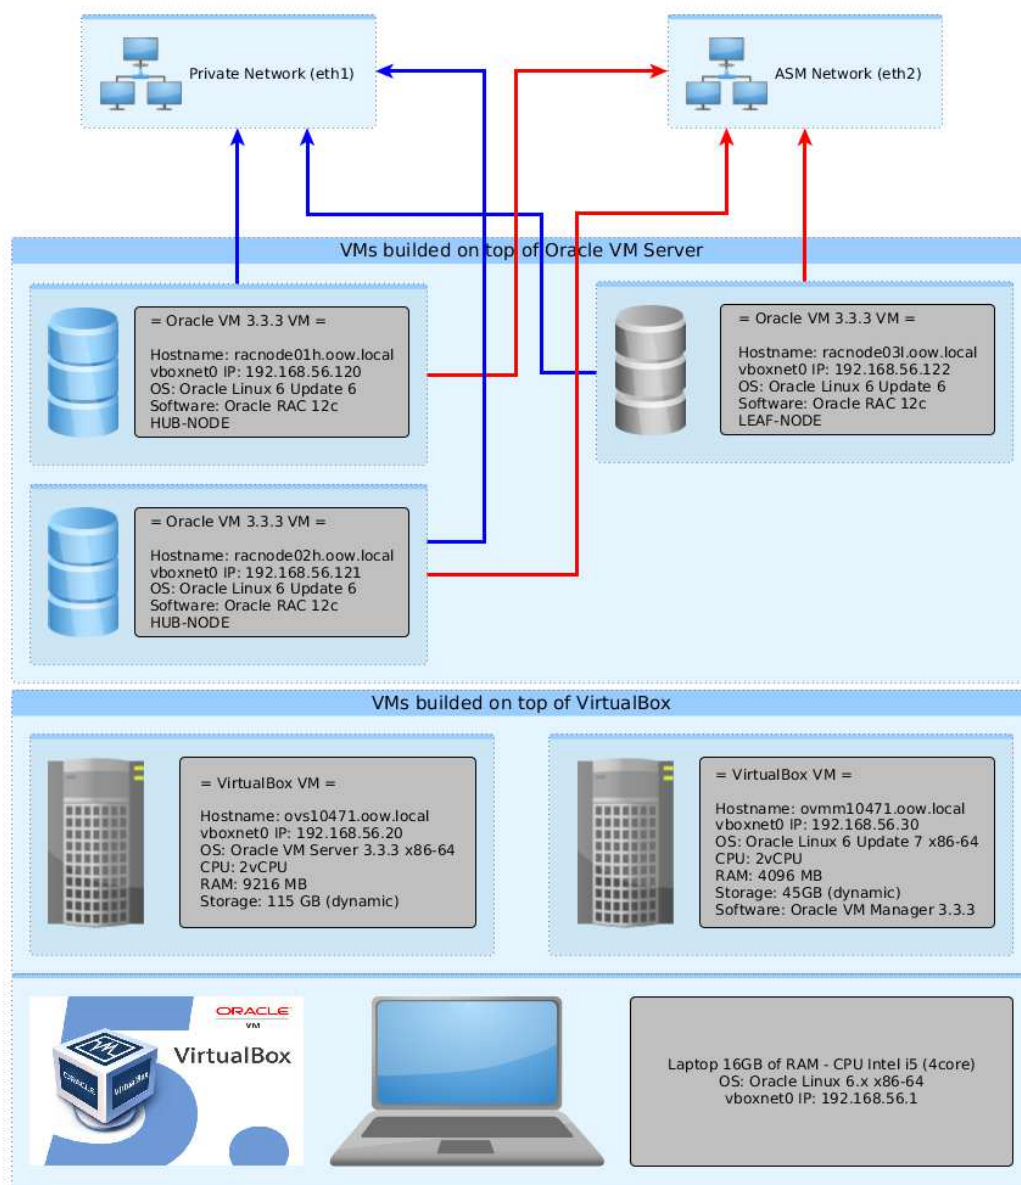 Private Network (eth1)
ASM Network (eth2)
VMs builded on top of Oracle VM Server
= Oracle VM 3.3.3 VM =
Hostname: racnode01h.oow.local
vboxnet0 IP: 192.168.56.120
OS: Oracle Linux 6 Update 6
Software: Oracle RAC 12c
HUB-NODE
= Oracle VM 3.3.3 VM =
Hostname: racnode03l.oow.local
vboxnet0 IP: 192.168.56.122
OS: Oracle Linux 6 Update 6
Software: Oracle RAC 12c
LEAF-NODE
= Oracle VM 3.3.3 VM =
Hostname: racnode02h.oow.local
vboxnet0 IP: 192.168.56.121
OS: Oracle Linux 6 Update 6
Software: Oracle RAC 12c
HUB-NODE
VMs builded on top of VirtualBox
= VirtualBox VM =
Hostname: ovs10471.oow.local
vboxnet0 IP: 192.168.56.20
OS: Oracle VM Server 3.3.3 x86-64
CPU: 2vCPU
RAM: 9216 MB
Storage: 115 GB (dynamic)
= VirtualBox VM =
Hostname: ovmm10471.oow.local
vboxnet0 IP: 192.168.56.30
OS: Oracle Linux 6 Update 7 x86-64
CPU: 2vCPU
RAM: 4096 MB
Storage: 45GB (dynamic)
Software: Oracle VM Manager 3.3.3
5.
ORACLE
VM
VirtualBox
ORACLE
VirtualBox
Laptop 16GB of RAM - CPU Intel i5 (4core)
OS: Oracle Linux 6.x x86-64
vboxnet0 IP: 192.168.56.1